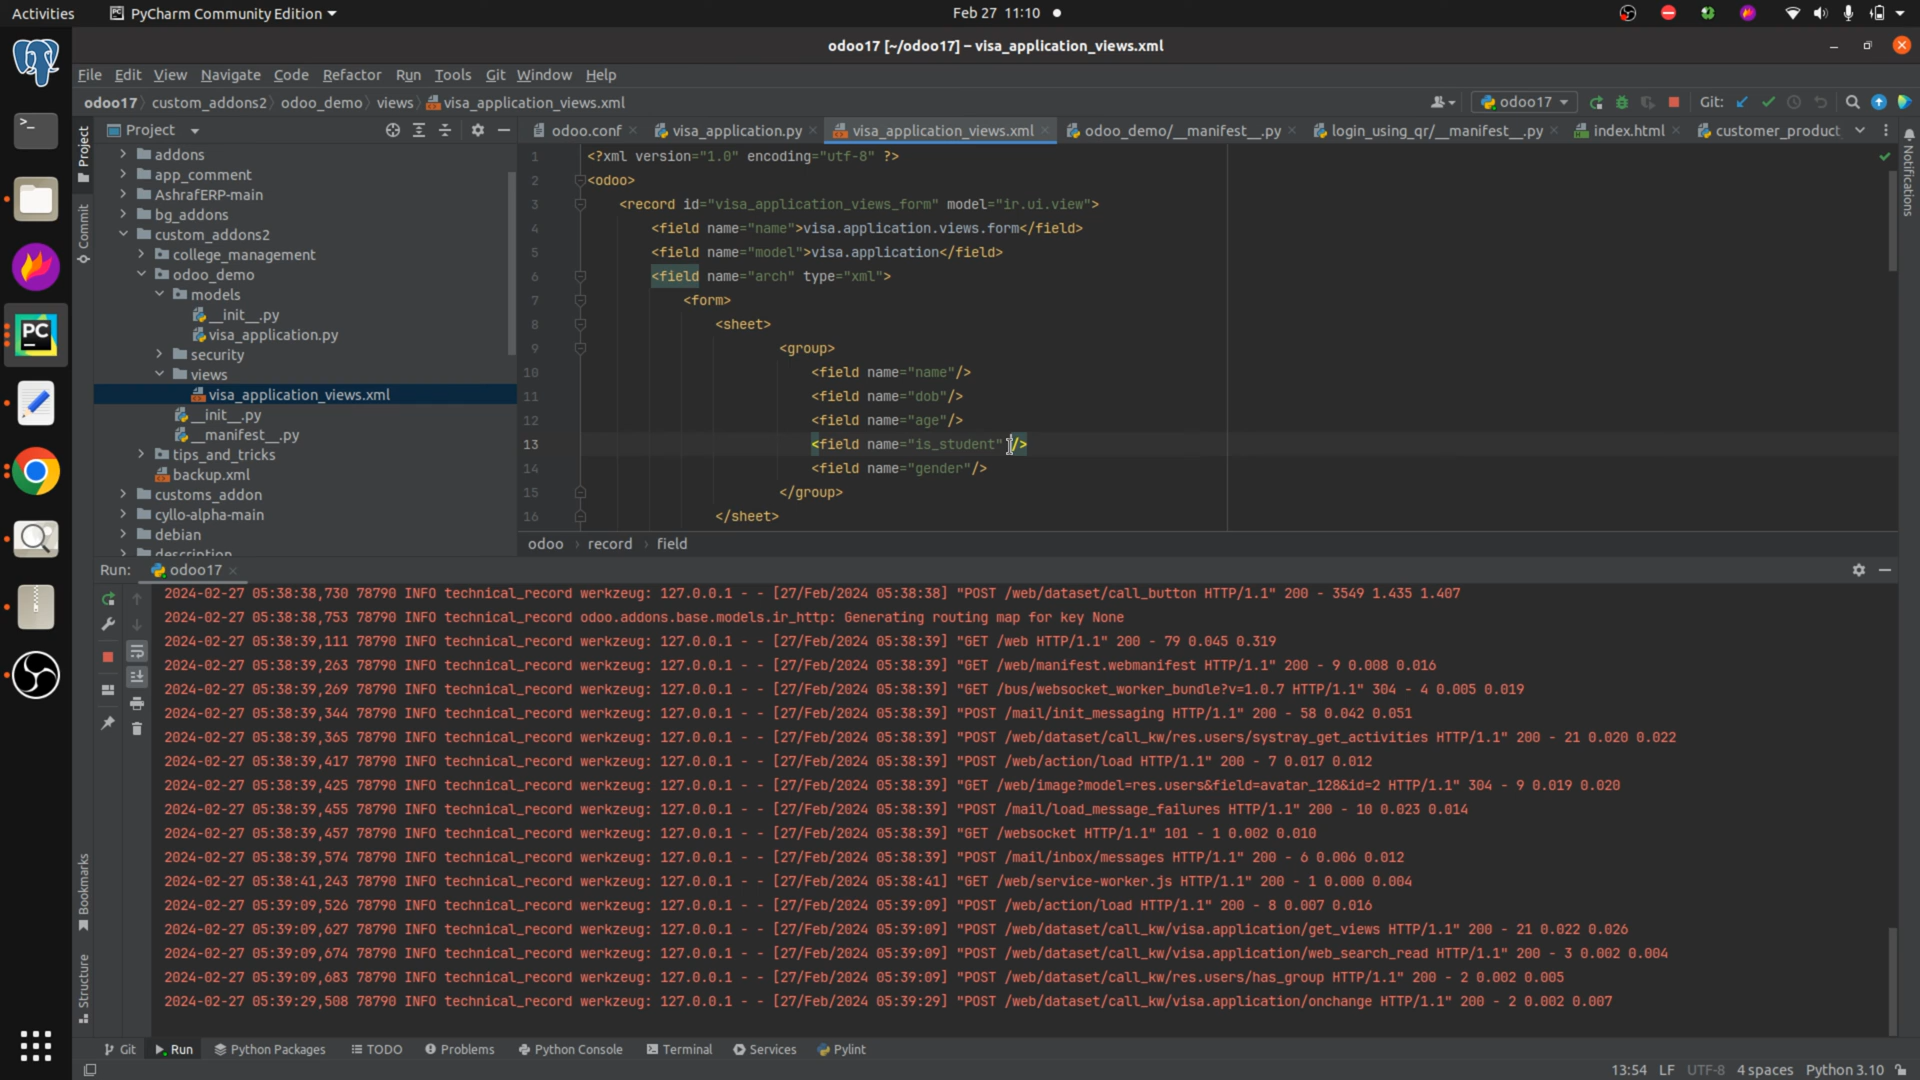 Activities PyCharm Community Edition Feb 27 11:10
odoo17 [~/odoo17] – visa_application_views.xml
File Edit View Navigate Code Refactor Run Tools Git Window Help
odoo17 custom_addons2 odoo_demo views visa_application_views.xml odoo17 Git:
Project odoo.conf visa_application.py visa_application_views.xml odoo_demo/__manifest__.py login_using_qr/__manifest__.py index.html customer_product
Project
Commit
Notifications
addons
app_comment
AshrafERP-main
bg_addons
custom_addons2
college_management
odoo_demo
models
__init__.py
visa_application.py
security
views
visa_application_views.xml
__init__.py
__manifest__.py
tips_and_tricks
backup.xml
customs_addon
cyllo-alpha-main
debian
description
1 <?xml version="1.0" encoding="utf-8" ?>
2 <odoo>
3 <record id="visa_application_views_form" model="ir.ui.view">
4 <field name="name">visa.application.views.form</field>
5 <field name="model">visa.application</field>
6 <field name="arch" type="xml">
7 <form>
8 <sheet>
9 <group>
10 <field name="name"/>
11 <field name="dob"/>
12 <field name="age"/>
13 <field name="is_student" />
14 <field name="gender"/>
15 </group>
16 </sheet>
odoo record field
Run: odoo17
2024-02-27 05:38:38,730 78790 INFO technical_record werkzeug: 127.0.0.1 - - [27/Feb/2024 05:38:38] "POST /web/dataset/call_button HTTP/1.1" 200 - 3549 1.435 1.407
2024-02-27 05:38:38,753 78790 INFO technical_record odoo.addons.base.models.ir_http: Generating routing map for key None
2024-02-27 05:38:39,111 78790 INFO technical_record werkzeug: 127.0.0.1 - - [27/Feb/2024 05:38:39] "GET /web HTTP/1.1" 200 - 79 0.045 0.319
2024-02-27 05:38:39,263 78790 INFO technical_record werkzeug: 127.0.0.1 - - [27/Feb/2024 05:38:39] "GET /web/manifest.webmanifest HTTP/1.1" 200 - 9 0.008 0.016
2024-02-27 05:38:39,269 78790 INFO technical_record werkzeug: 127.0.0.1 - - [27/Feb/2024 05:38:39] "GET /bus/websocket_worker_bundle?v=1.0.7 HTTP/1.1" 304 - 4 0.005 0.019
2024-02-27 05:38:39,344 78790 INFO technical_record werkzeug: 127.0.0.1 - - [27/Feb/2024 05:38:39] "POST /mail/init_messaging HTTP/1.1" 200 - 58 0.042 0.051
2024-02-27 05:38:39,365 78790 INFO technical_record werkzeug: 127.0.0.1 - - [27/Feb/2024 05:38:39] "POST /web/dataset/call_kw/res.users/systray_get_activities HTTP/1.1" 200 - 21 0.020 0.022
2024-02-27 05:38:39,417 78790 INFO technical_record werkzeug: 127.0.0.1 - - [27/Feb/2024 05:38:39] "POST /web/action/load HTTP/1.1" 200 - 7 0.017 0.012
2024-02-27 05:38:39,425 78790 INFO technical_record werkzeug: 127.0.0.1 - - [27/Feb/2024 05:38:39] "GET /web/image?model=res.users&field=avatar_128&id=2 HTTP/1.1" 304 - 9 0.019 0.020
2024-02-27 05:38:39,455 78790 INFO technical_record werkzeug: 127.0.0.1 - - [27/Feb/2024 05:38:39] "POST /mail/load_message_failures HTTP/1.1" 200 - 10 0.023 0.014
2024-02-27 05:38:39,457 78790 INFO technical_record werkzeug: 127.0.0.1 - - [27/Feb/2024 05:38:39] "GET /websocket HTTP/1.1" 101 - 1 0.002 0.010
2024-02-27 05:38:39,574 78790 INFO technical_record werkzeug: 127.0.0.1 - - [27/Feb/2024 05:38:39] "POST /mail/inbox/messages HTTP/1.1" 200 - 6 0.006 0.012
2024-02-27 05:38:41,243 78790 INFO technical_record werkzeug: 127.0.0.1 - - [27/Feb/2024 05:38:41] "GET /web/service-worker.js HTTP/1.1" 200 - 1 0.000 0.004
2024-02-27 05:39:09,526 78790 INFO technical_record werkzeug: 127.0.0.1 - - [27/Feb/2024 05:39:09] "POST /web/action/load HTTP/1.1" 200 - 8 0.007 0.016
2024-02-27 05:39:09,627 78790 INFO technical_record werkzeug: 127.0.0.1 - - [27/Feb/2024 05:39:09] "POST /web/dataset/call_kw/visa.application/get_views HTTP/1.1" 200 - 21 0.022 0.026
2024-02-27 05:39:09,674 78790 INFO technical_record werkzeug: 127.0.0.1 - - [27/Feb/2024 05:39:09] "POST /web/dataset/call_kw/visa.application/web_search_read HTTP/1.1" 200 - 3 0.002 0.004
2024-02-27 05:39:09,683 78790 INFO technical_record werkzeug: 127.0.0.1 - - [27/Feb/2024 05:39:09] "POST /web/dataset/call_kw/res.users/has_group HTTP/1.1" 200 - 2 0.002 0.005
2024-02-27 05:39:29,508 78790 INFO technical_record werkzeug: 127.0.0.1 - - [27/Feb/2024 05:39:29] "POST /web/dataset/call_kw/visa.application/onchange HTTP/1.1" 200 - 2 0.002 0.007
Bookmarks
Structure
Git Run Python Packages TODO Problems Python Console Terminal Services Pylint
13:54 LF UTF-8 4 spaces Python 3.10